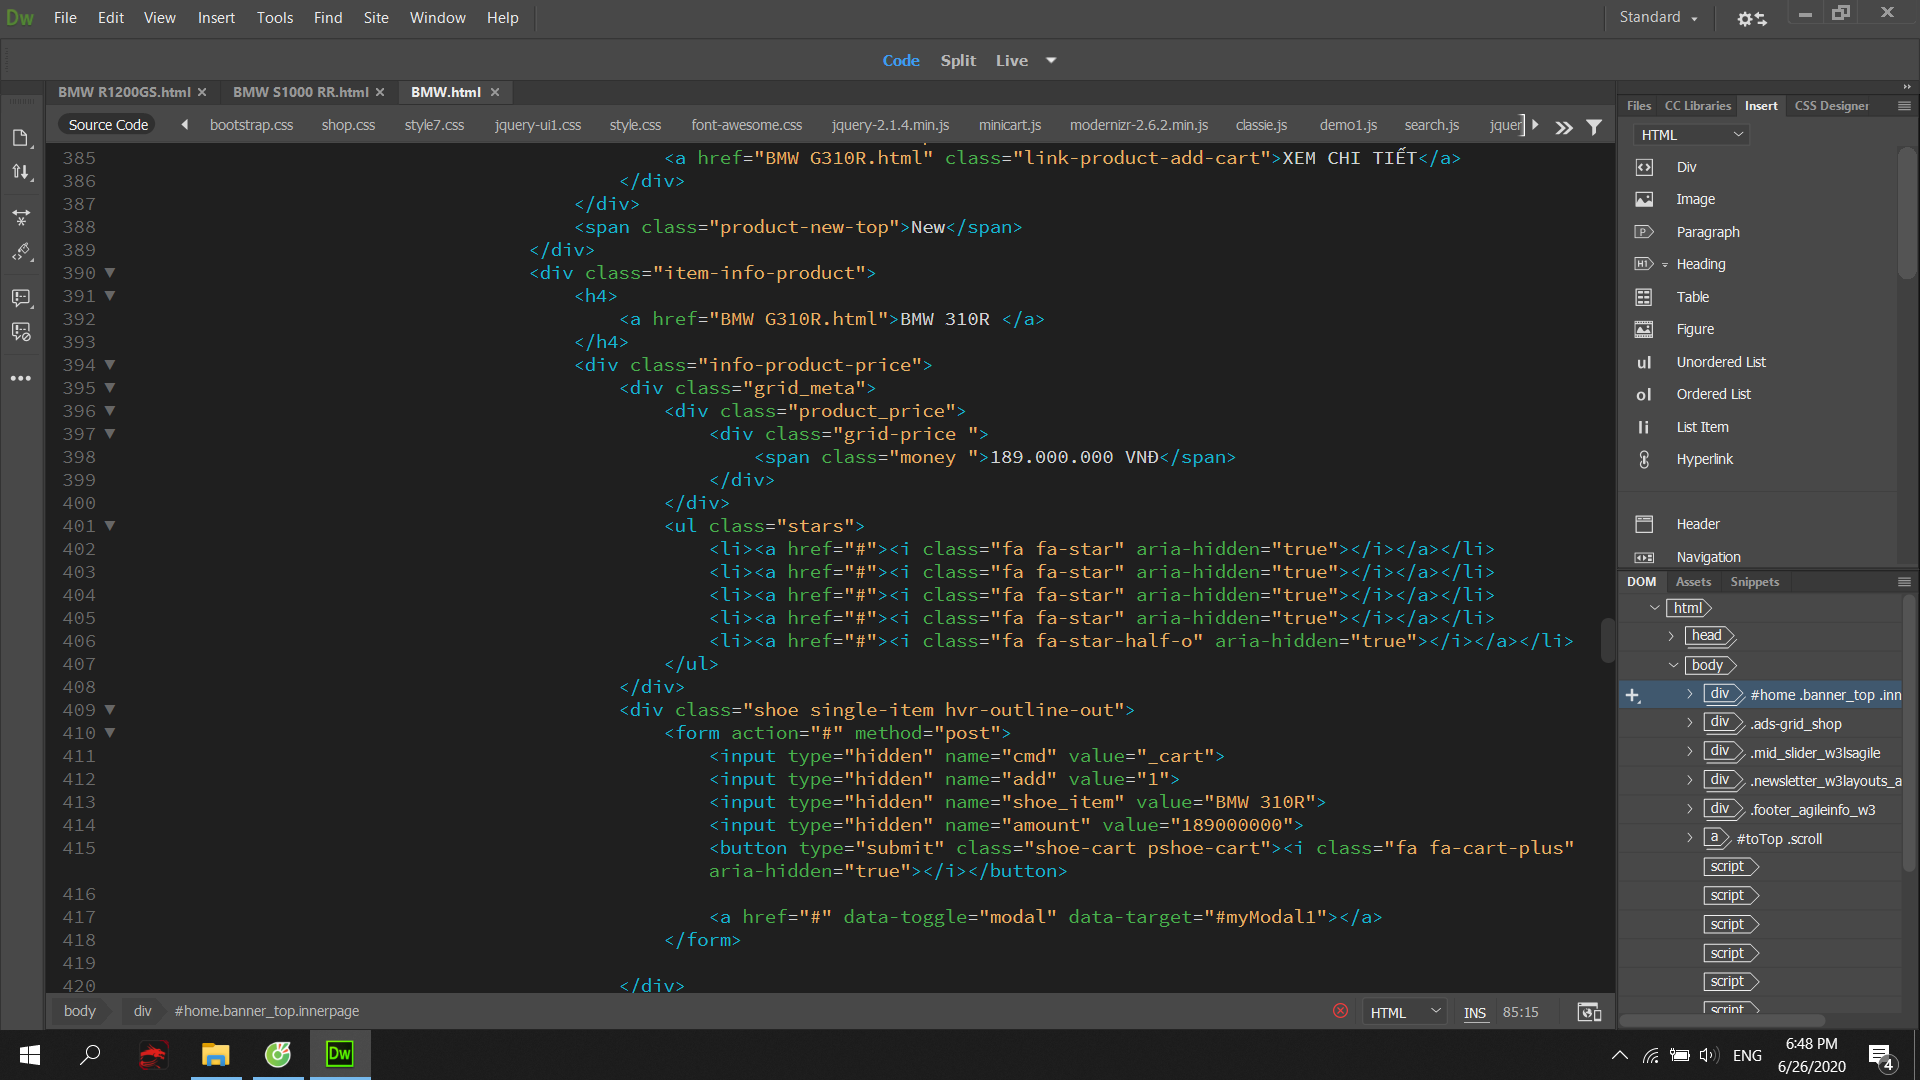 Dw File Edit View Insert Tools Find Site Window Help Standard
Code Split Live
BMW R1200GS.html BMW S1000 RR.html BMW.html
Source Code bootstrap.css shop.css style7.css jquery-ui1.css style.css font-awesome.css jquery-2.1.4.min.js minicart.js modernizr-2.6.2.min.js classie.js demo1.js search.js jquer
385 <a href="BMW G310R.html" class="link-product-add-cart">XEM CHI TIẾT</a>
386 </div>
387 </div>
388 <span class="product-new-top">New</span>
389 </div>
390 <div class="item-info-product">
391 <h4>
392 <a href="BMW G310R.html">BMW 310R </a>
393 </h4>
394 <div class="info-product-price">
395 <div class="grid_meta">
396 <div class="product_price">
397 <div class="grid-price ">
398 <span class="money ">189.000.000 VNĐ</span>
399 </div>
400 </div>
401 <ul class="stars">
402 <li><a href="#"><i class="fa fa-star" aria-hidden="true"></i></a></li>
403 <li><a href="#"><i class="fa fa-star" aria-hidden="true"></i></a></li>
404 <li><a href="#"><i class="fa fa-star" aria-hidden="true"></i></a></li>
405 <li><a href="#"><i class="fa fa-star" aria-hidden="true"></i></a></li>
406 <li><a href="#"><i class="fa fa-star-half-o" aria-hidden="true"></i></a></li>
407 </ul>
408 </div>
409 <div class="shoe single-item hvr-outline-out">
410 <form action="#" method="post">
411 <input type="hidden" name="cmd" value="_cart">
412 <input type="hidden" name="add" value="1">
413 <input type="hidden" name="shoe_item" value="BMW 310R">
414 <input type="hidden" name="amount" value="189000000">
415 <button type="submit" class="shoe-cart pshoe-cart"><i class="fa fa-cart-plus"
aria-hidden="true"></i></button>
416
417 <a href="#" data-toggle="modal" data-target="#myModal1"></a>
418 </form>
419
420 </div>
body div #home.banner_top.innerpage HTML INS 85:15
Files CC Libraries Insert CSS Designer
HTML
Div
Image
Paragraph
Heading
Table
Figure
ul Unordered List
ol Ordered List
li List Item
Hyperlink
Header
Navigation
DOM Assets Snippets
html
head
body
div #home .banner_top .inn
div .ads-grid_shop
div .mid_slider_w3lsagile
div .newsletter_w3layouts_a
div .footer_agileinfo_w3
a #toTop .scroll
script
script
script
script
script
script
Dw
ENG
6:48 PM
6/26/2020
4